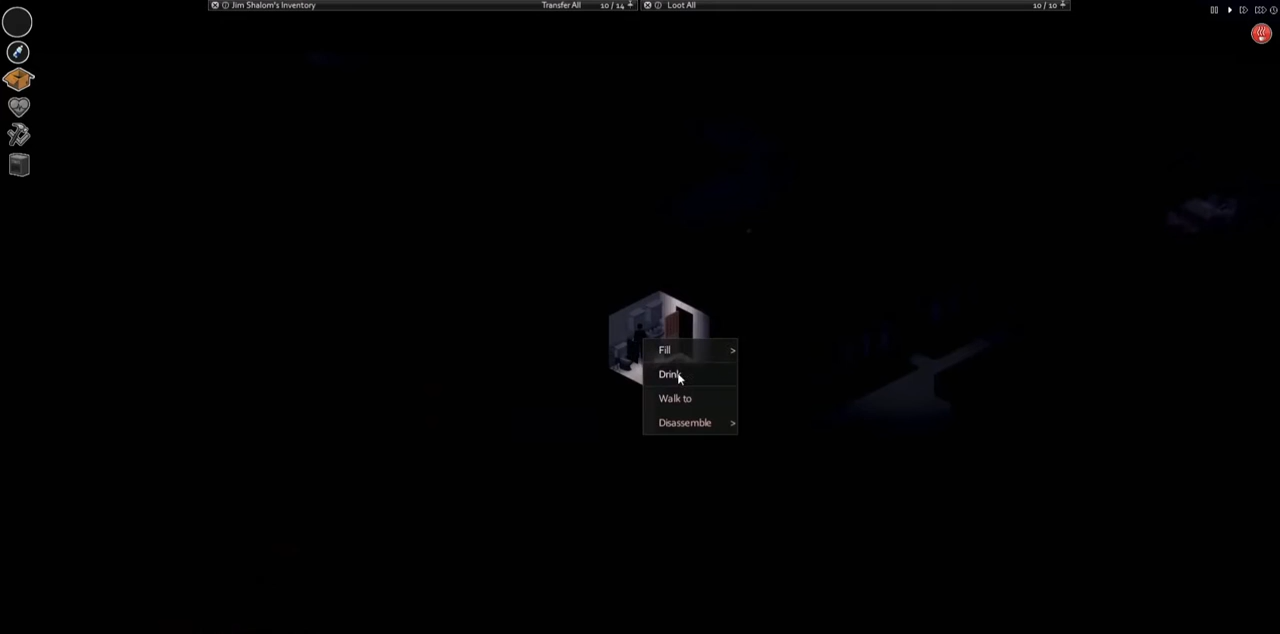 Jim Shalom's Inventory Transfer All 10 / 14 Loot All 10 / 10
Fill >
Drink
Walk to
Disassemble >